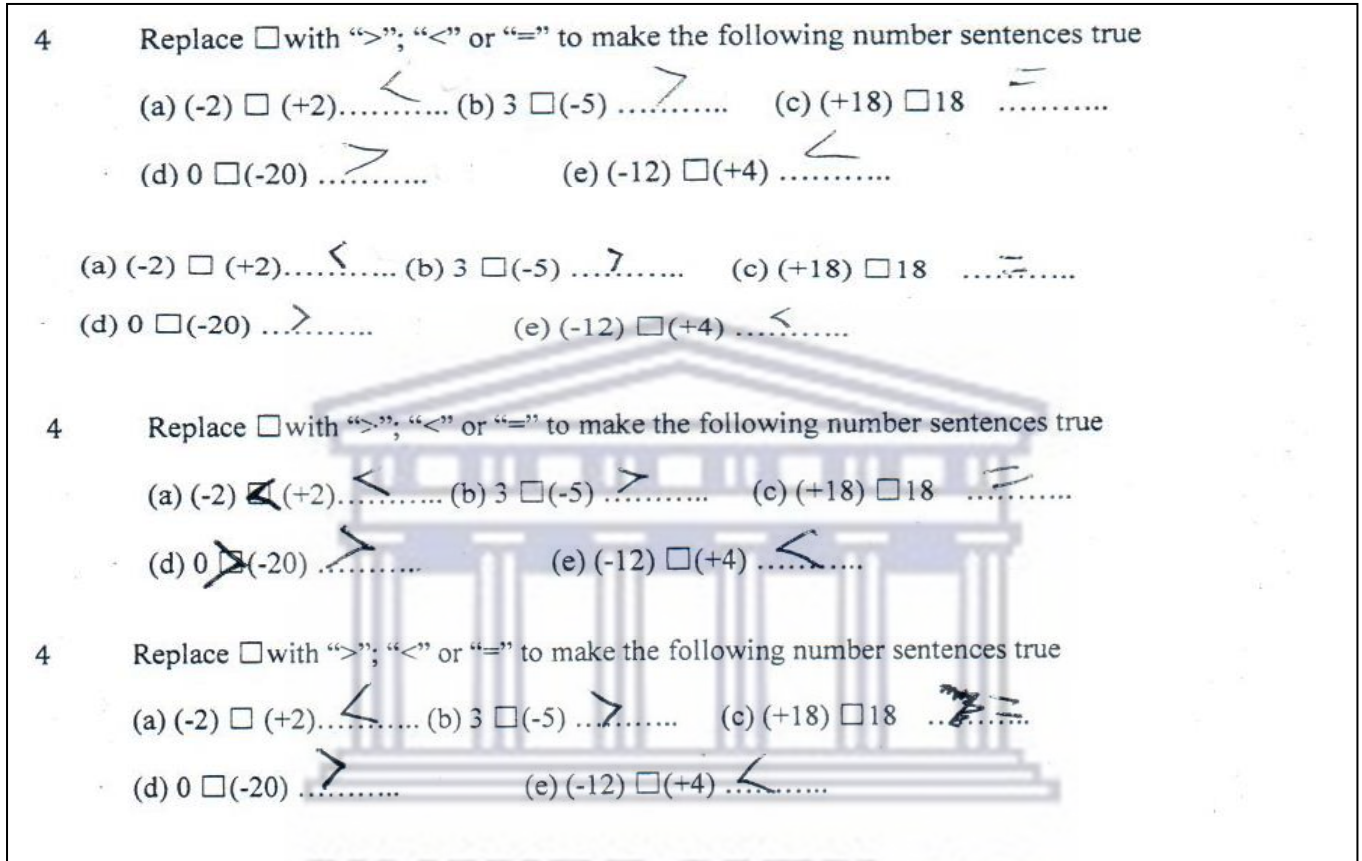 4 Replace □ with “>”; “<” or “=” to make the following number sentences true
(a) (-2) □ (+2)....<....... (b) 3 □(-5) ....>....... (c) (+18) □18 ....=.......
(d) 0 □(-20) ....>....... (e) (-12) □(+4) ....<.......
(a) (-2) □ (+2)....<....... (b) 3 □(-5) ....>....... (c) (+18) □18 ....=.......
(d) 0 □(-20) ....>....... (e) (-12) □(+4) ....<.......
4 Replace □ with “>”; “<” or “=” to make the following number sentences true
(a) (-2) < (+2)....<....... (b) 3 □(-5) ....>....... (c) (+18) □18 ....=.......
(d) 0 >(-20) ....>....... (e) (-12) □(+4) ....<.......
4 Replace □ with “>”; “<” or “=” to make the following number sentences true
(a) (-2) □ (+2)....<....... (b) 3 □(-5) ....>....... (c) (+18) □18 ....=.......
(d) 0 □(-20) ....>....... (e) (-12) □(+4) ....<.......